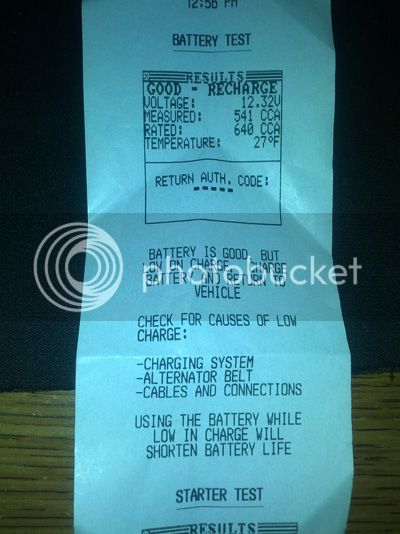 12:56 PM
BATTERY TEST
RESULTS
GOOD - RECHARGE
VOLTAGE: 12.32V
MEASURED: 541 CCA
RATED: 640 CCA
TEMPERATURE: 27°F
RETURN AUTH. CODE:
-----
BATTERY IS GOOD, BUT
LOW ON CHARGE. CHARGE
BATTERY AND RETURN TO
VEHICLE
photobucket
CHECK FOR CAUSES OF LOW
CHARGE:
-CHARGING SYSTEM
-ALTERNATOR BELT
-CABLES AND CONNECTIONS
USING THE BATTERY WHILE
LOW IN CHARGE WILL
SHORTEN BATTERY LIFE
STARTER TEST
RESULTS